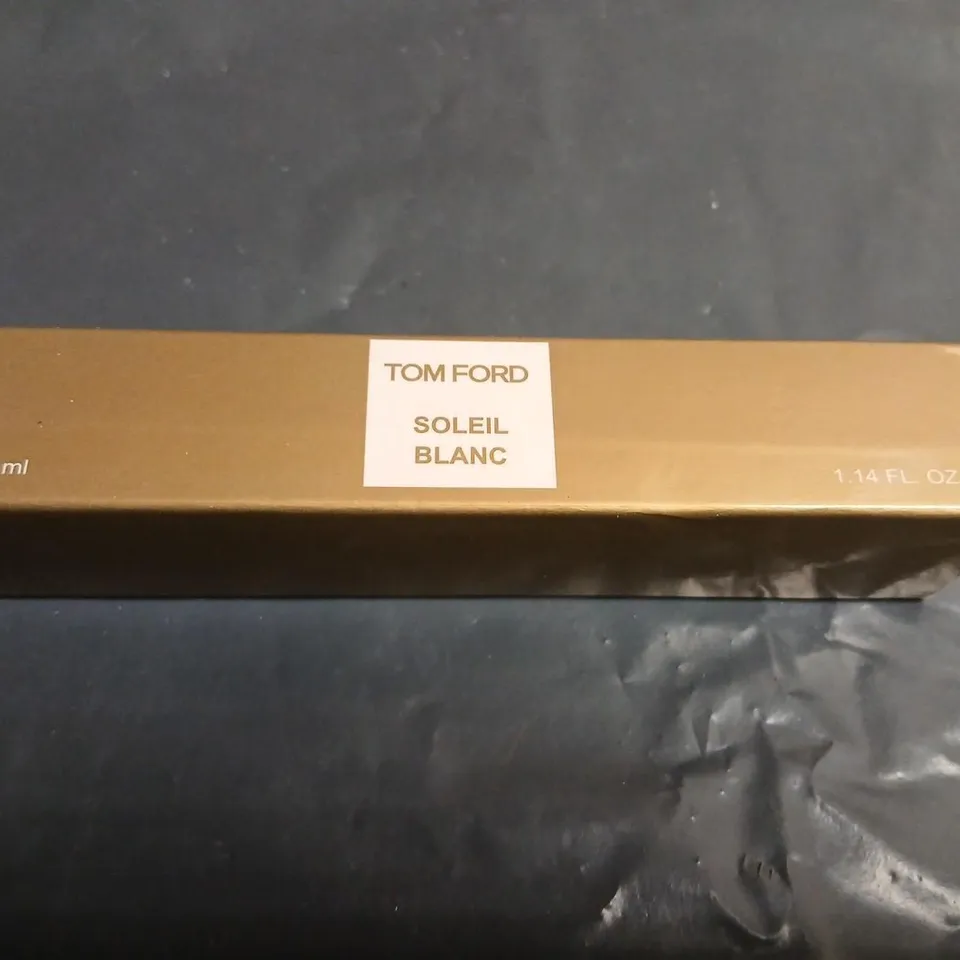 TOM FORD
SOLEIL
BLANC
ml
1.14 FL. OZ